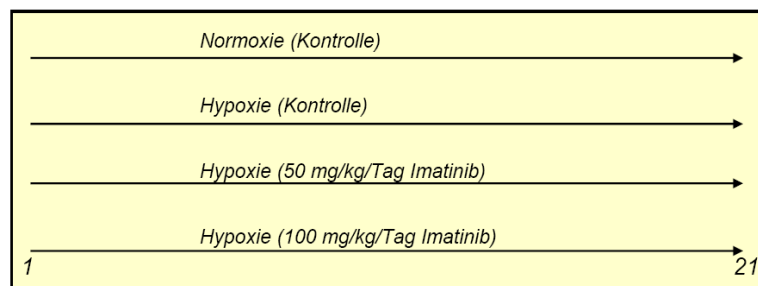 Normoxie (Kontrolle)
Hypoxie (Kontrolle)
Hypoxie (50 mg/kg/Tag Imatinib)
Hypoxie (100 mg/kg/Tag Imatinib)
1 21